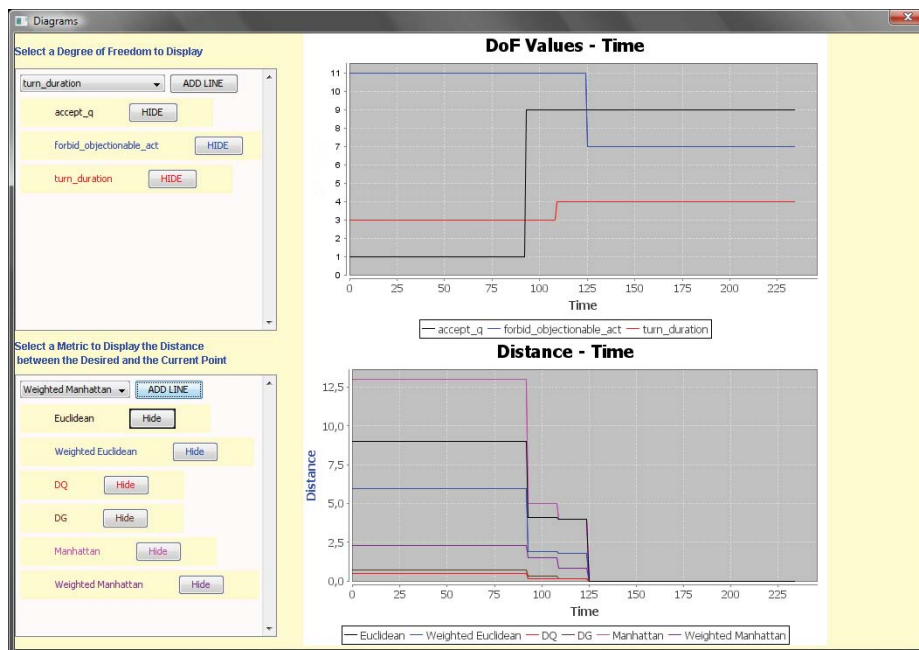 Diagrams
Select a Degree of Freedom to Display
turn_duration ADD LINE
accept_q HIDE
forbid_objectionable_act HIDE
turn_duration HIDE
DoF Values - Time
11
10
9
8
7
6
5
4
3
2
1
0
0 25 50 75 100 125 150 175 200 225
Time
accept_q forbid_objectionable_act turn_duration
Select a Metric to Display the Distance
between the Desired and the Current Point
Weighted Manhattan ADD LINE
Euclidean Hide
Weighted Euclidean Hide
DQ Hide
DG Hide
Manhattan Hide
Weighted Manhattan Hide
Distance - Time
Distance
12,5
10,0
7,5
5,0
2,5
0,0
0 25 50 75 100 125 150 175 200 225
Time
Euclidean Weighted Euclidean DQ DG Manhattan Weighted Manhattan